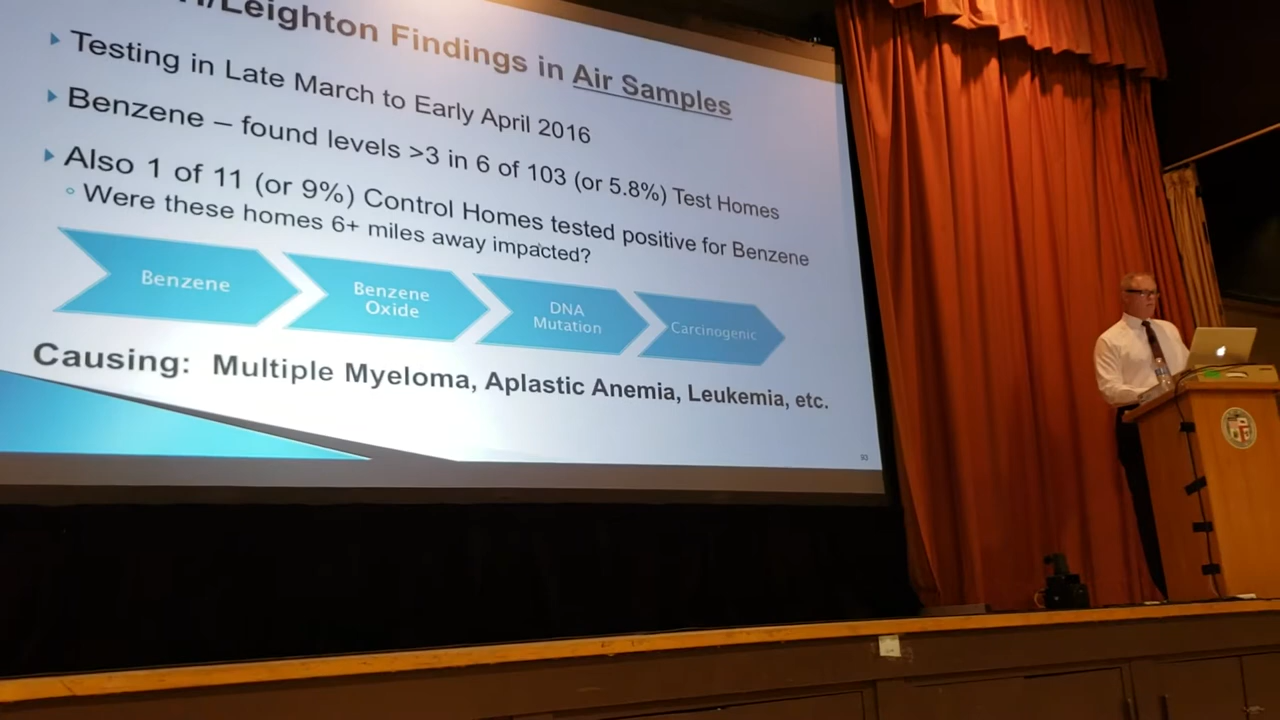 /Leighton Findings in Air Samples
Testing in Late March to Early April 2016
Benzene – found levels >3 in 6 of 103 (or 5.8%) Test Homes
Also 1 of 11 (or 9%) Control Homes tested positive for Benzene
Were these homes 6+ miles away impacted?
Benzene
Benzene
Oxide
DNA
Mutation
Carcinogenic
Causing: Multiple Myeloma, Aplastic Anemia, Leukemia, etc.
93